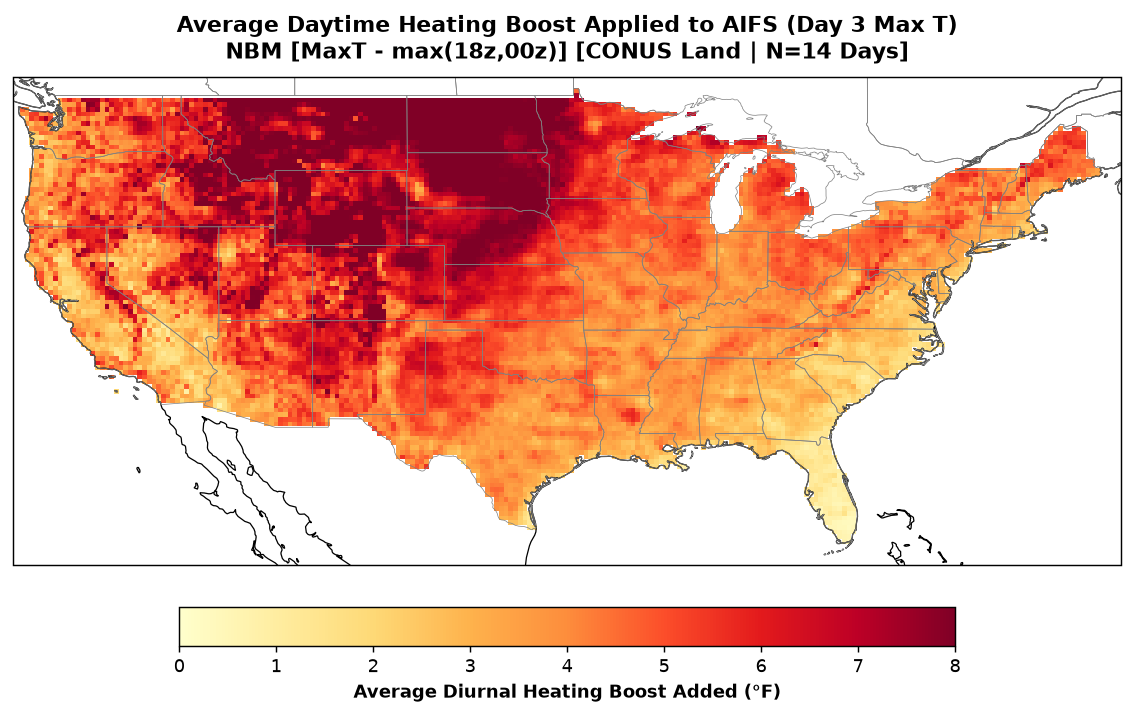 Average Daytime Heating Boost Applied to AIFS (Day 3 Max T)
NBM [MaxT - max(18z,00z)] [CONUS Land | N=14 Days]
0 1 2 3 4 5 6 7 8
Average Diurnal Heating Boost Added (°F)